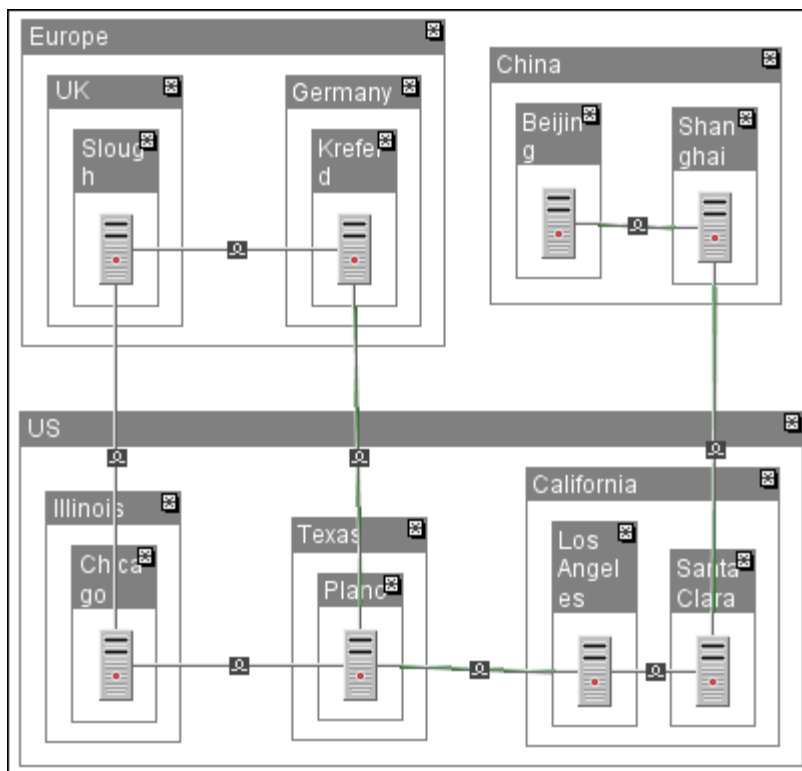 Europe
UK
Sloug
h
Germany
Krefel
d
China
Beijin
g
Shan
ghai
US
Illinois
Chica
go
Texas
Plano
California
Los
Angel
es
Santa
Clara